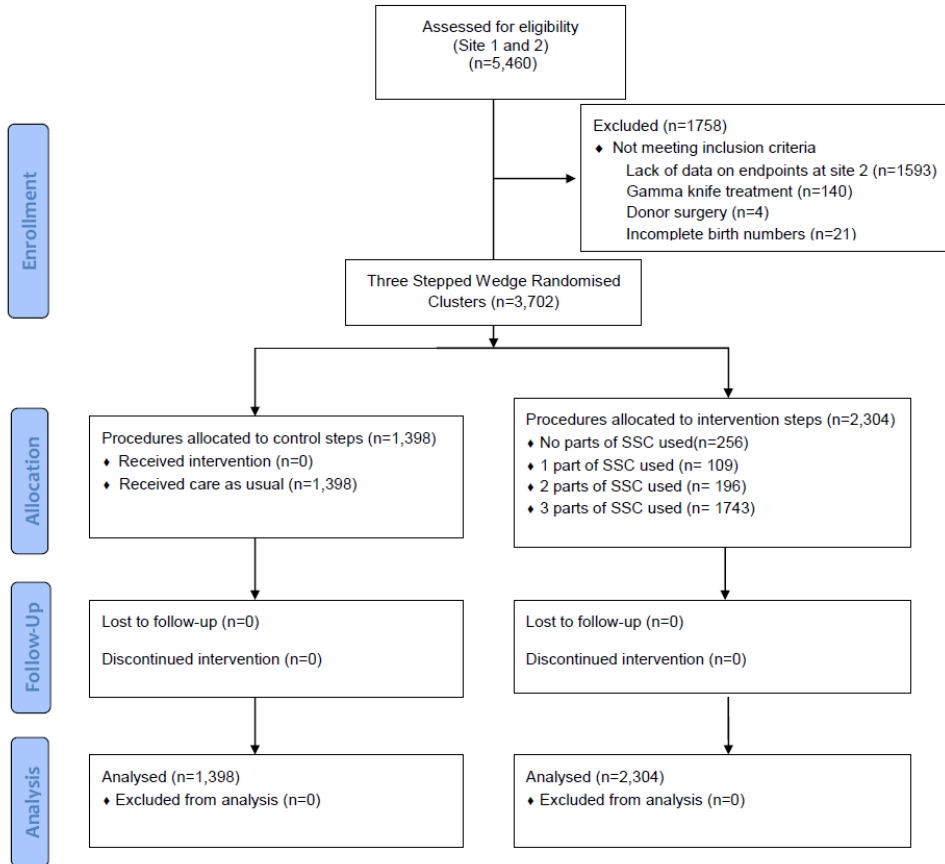 Assessed for eligibility
(Site 1 and 2)
(n=5,460)
Enrollment
Excluded (n=1758)
♦ Not meeting inclusion criteria
Lack of data on endpoints at site 2 (n=1593)
Gamma knife treatment (n=140)
Donor surgery (n=4)
Incomplete birth numbers (n=21)
Three Stepped Wedge Randomised
Clusters (n=3,702)
Allocation
Procedures allocated to control steps (n=1,398)
♦ Received intervention (n=0)
♦ Received care as usual (n=1,398)
Procedures allocated to intervention steps (n=2,304)
♦ No parts of SSC used(n=256)
♦ 1 part of SSC used (n= 109)
♦ 2 parts of SSC used (n= 196)
♦ 3 parts of SSC used (n= 1743)
Follow-Up
Lost to follow-up (n=0)
Discontinued intervention (n=0)
Lost to follow-up (n=0)
Discontinued intervention (n=0)
Analysis
Analysed (n=1,398)
♦ Excluded from analysis (n=0)
Analysed (n=2,304)
♦ Excluded from analysis (n=0)